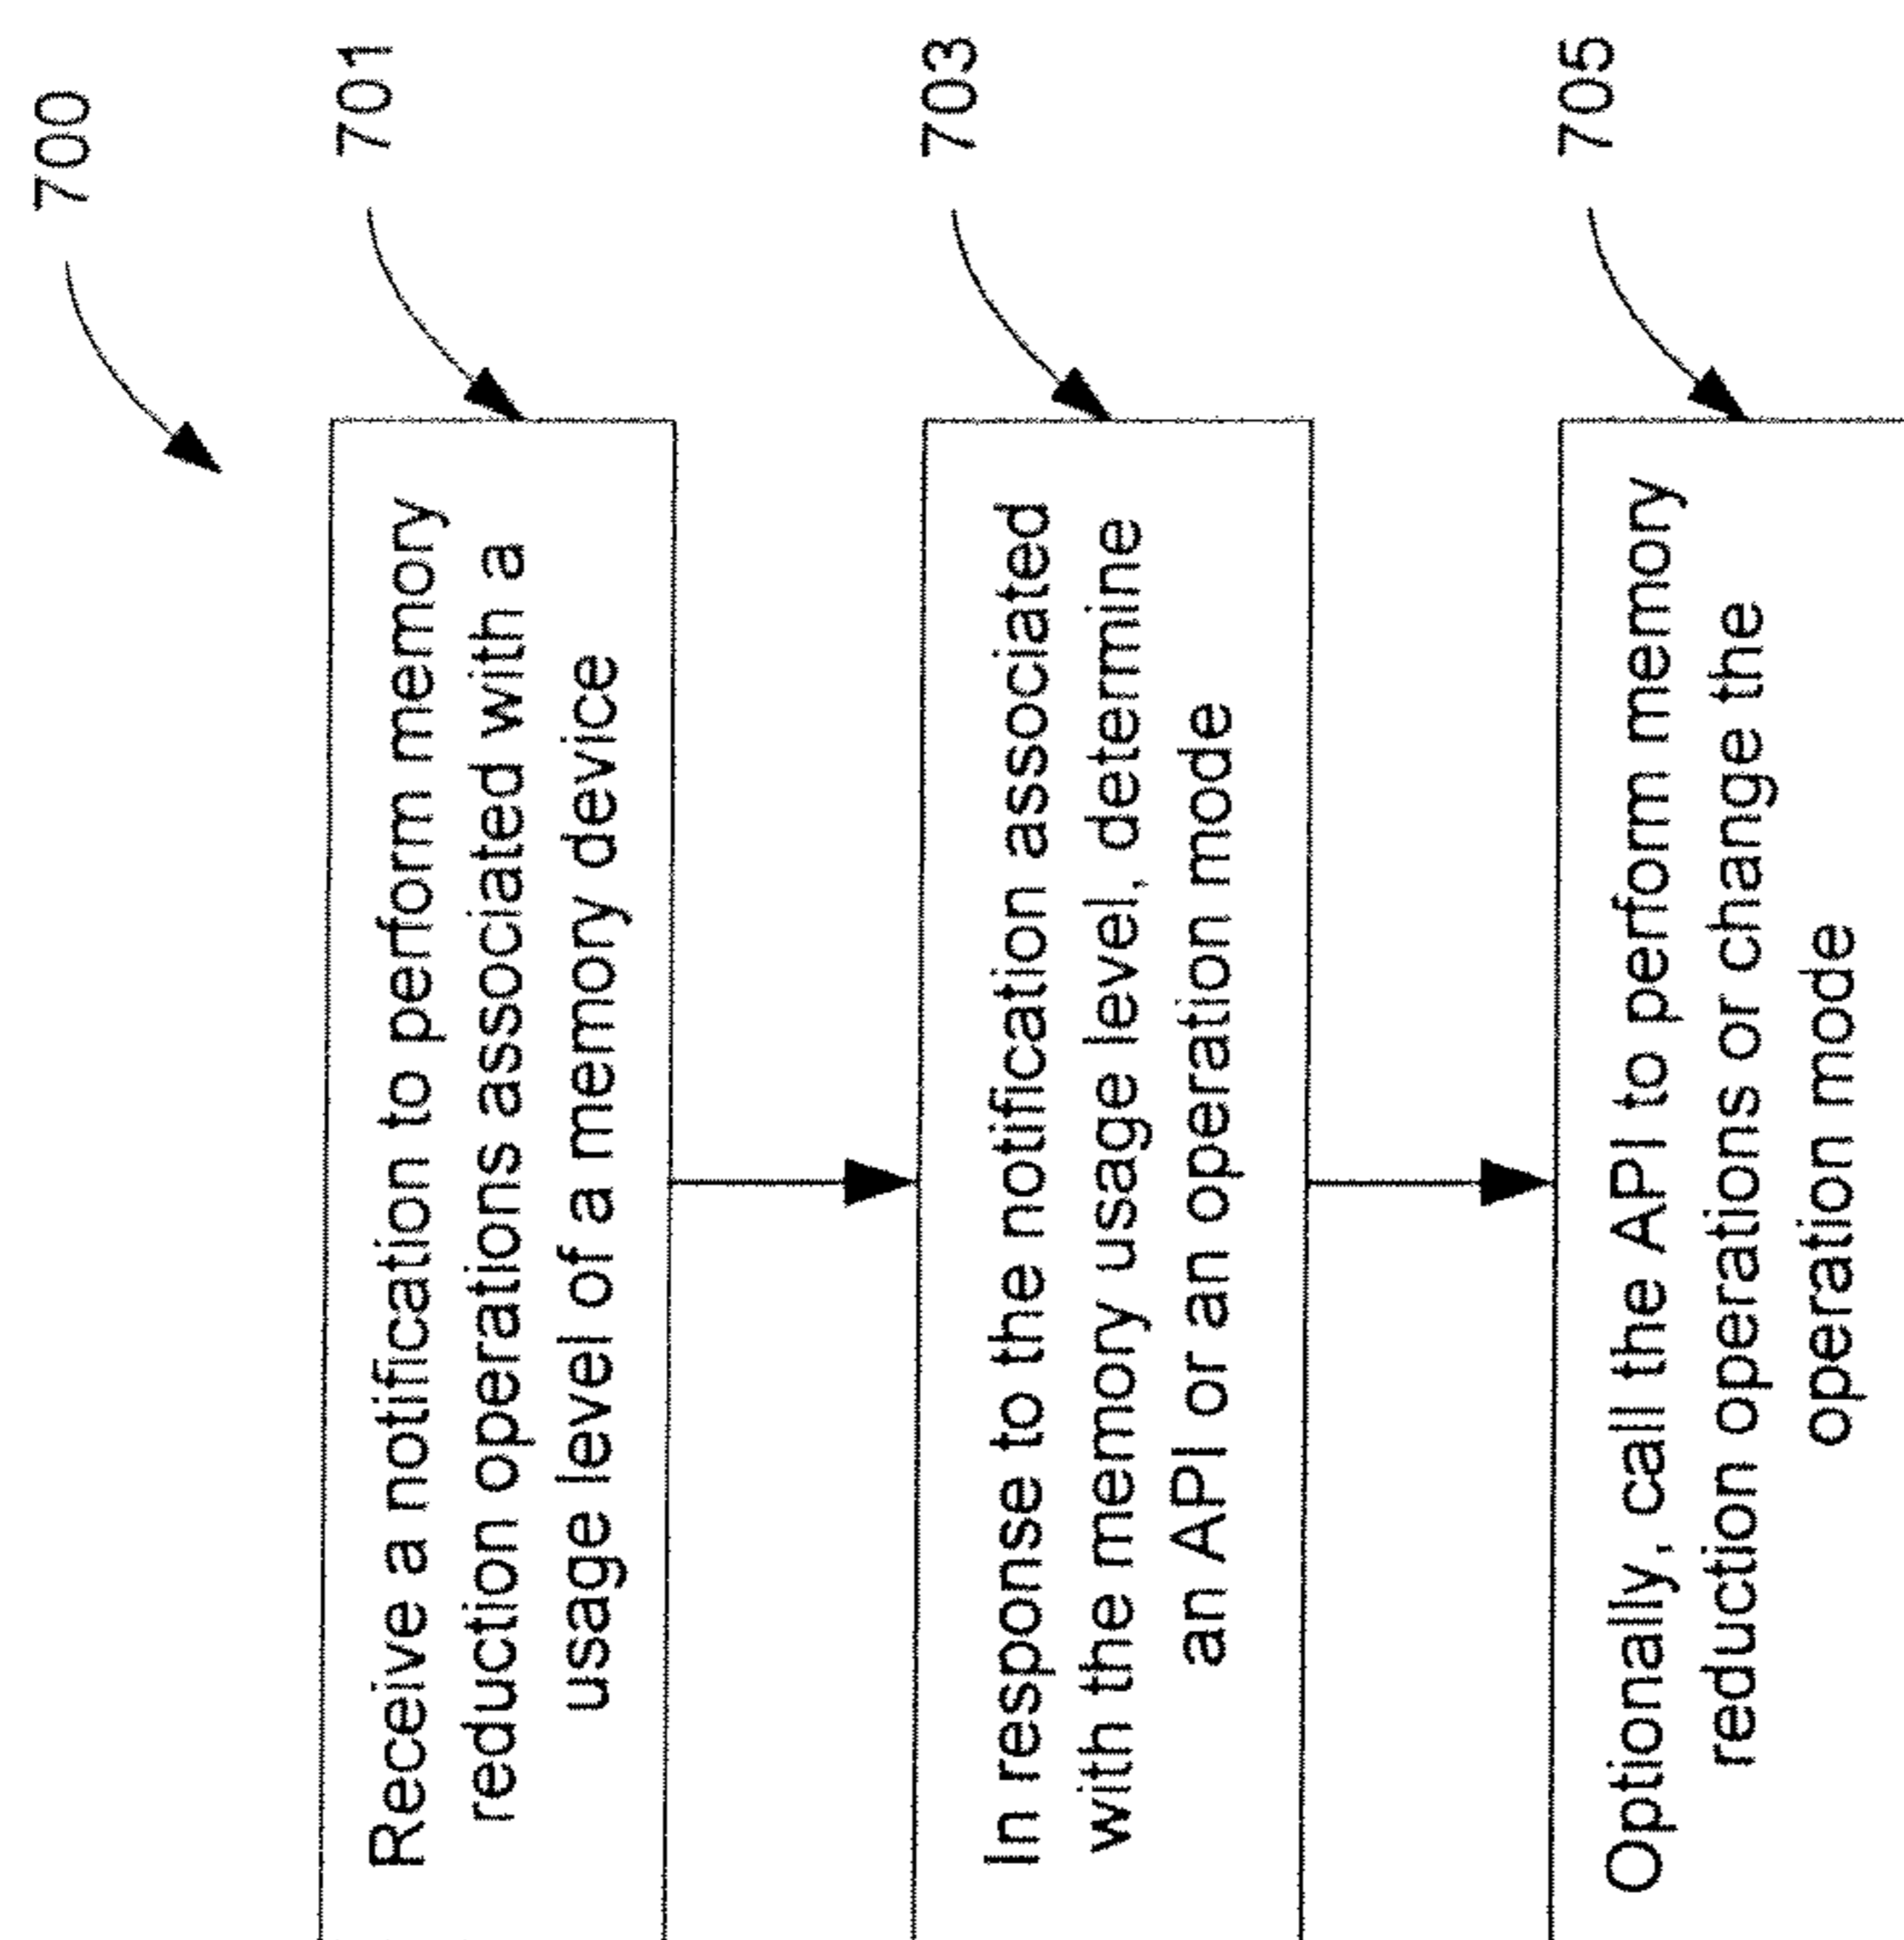 700
701
Receive a notification to perform memory
reduction operations associated with a
usage level of a memory device
703
In response to the notification associated
with the memory usage level, determine
an API or an operation mode
705
Optionally, call the API to perform memory
reduction operations or change the
operation mode